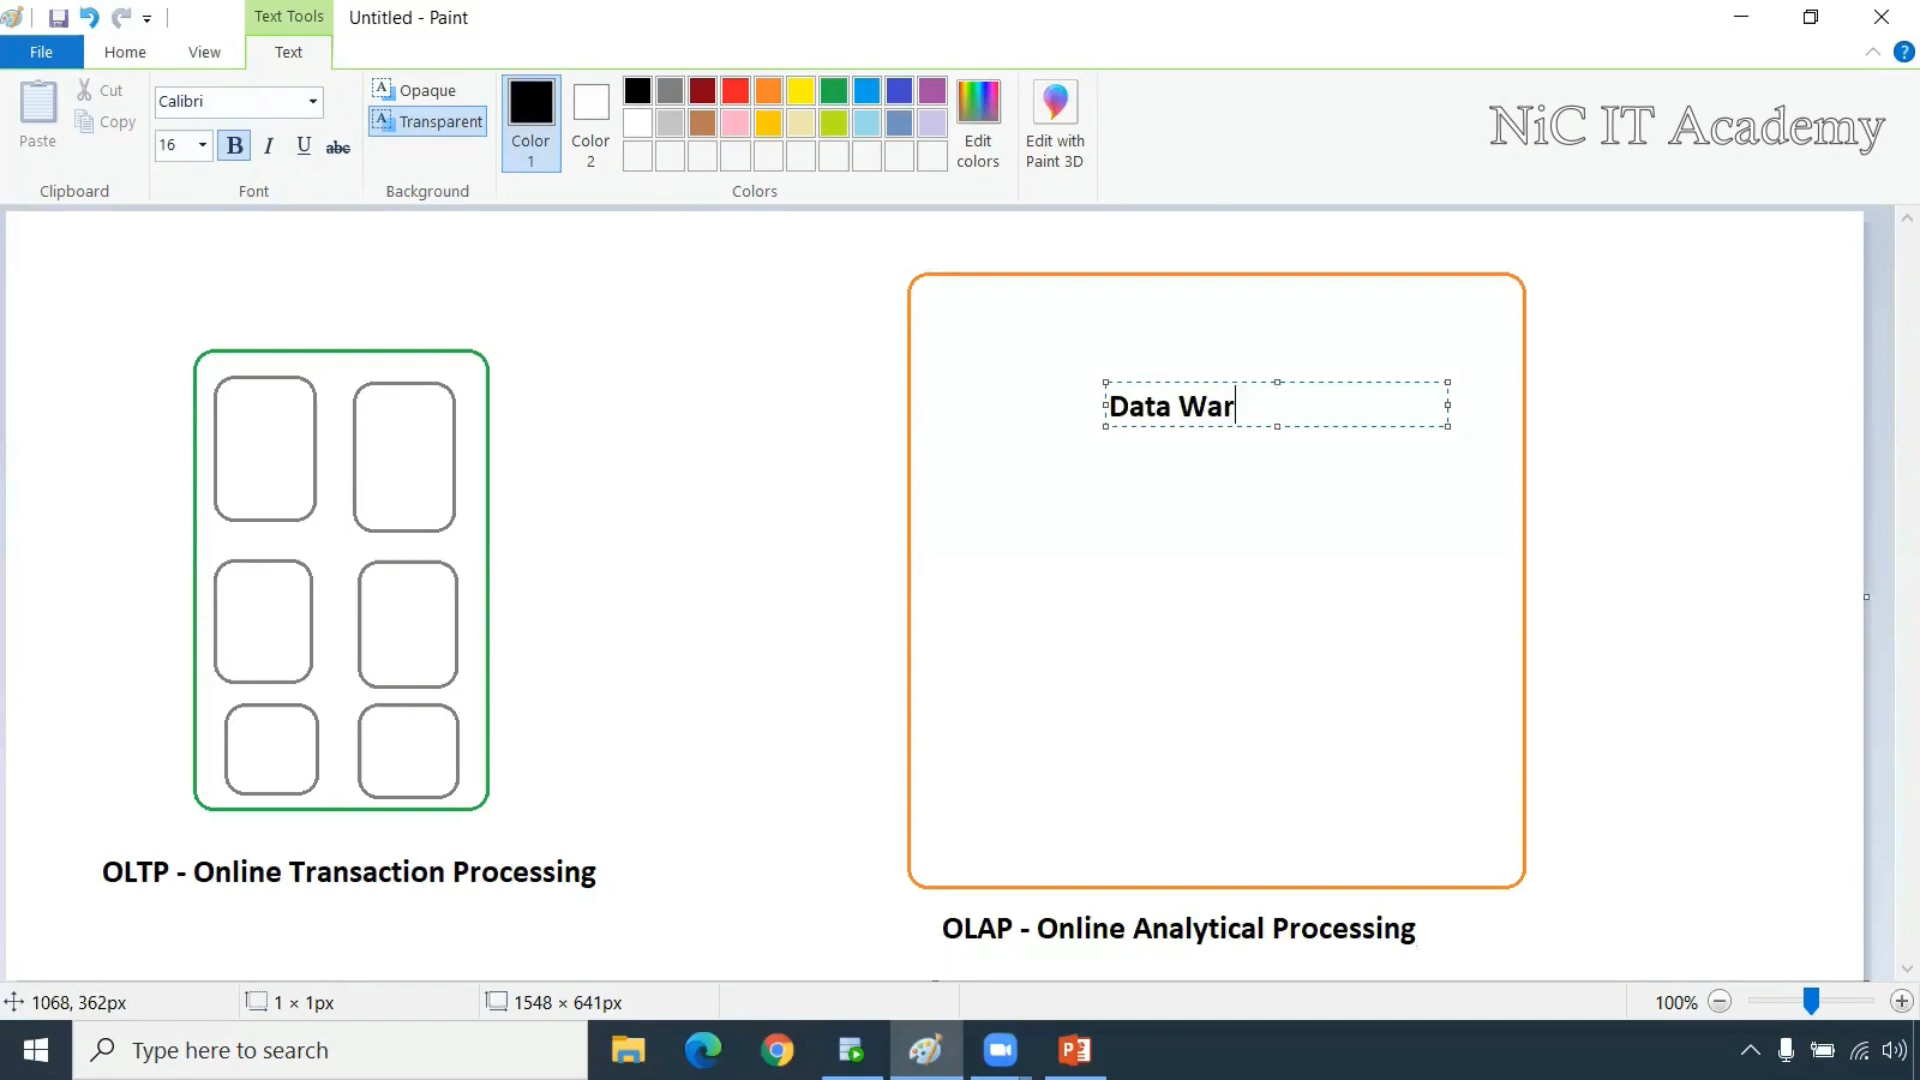 Text Tools
Untitled - Paint
File
Home
View
Text
Paste
Cut
Copy
Clipboard
Calibri
16
B I U abc
Font
A Opaque
A Transparent
Background
Color 1
Color 2
Colors
Edit colors
Edit with Paint 3D
?
NiC IT Academy
Data War
OLTP - Online Transaction Processing
OLAP - Online Analytical Processing
1068, 362px
1 × 1px
1548 × 641px
100%
Type here to search